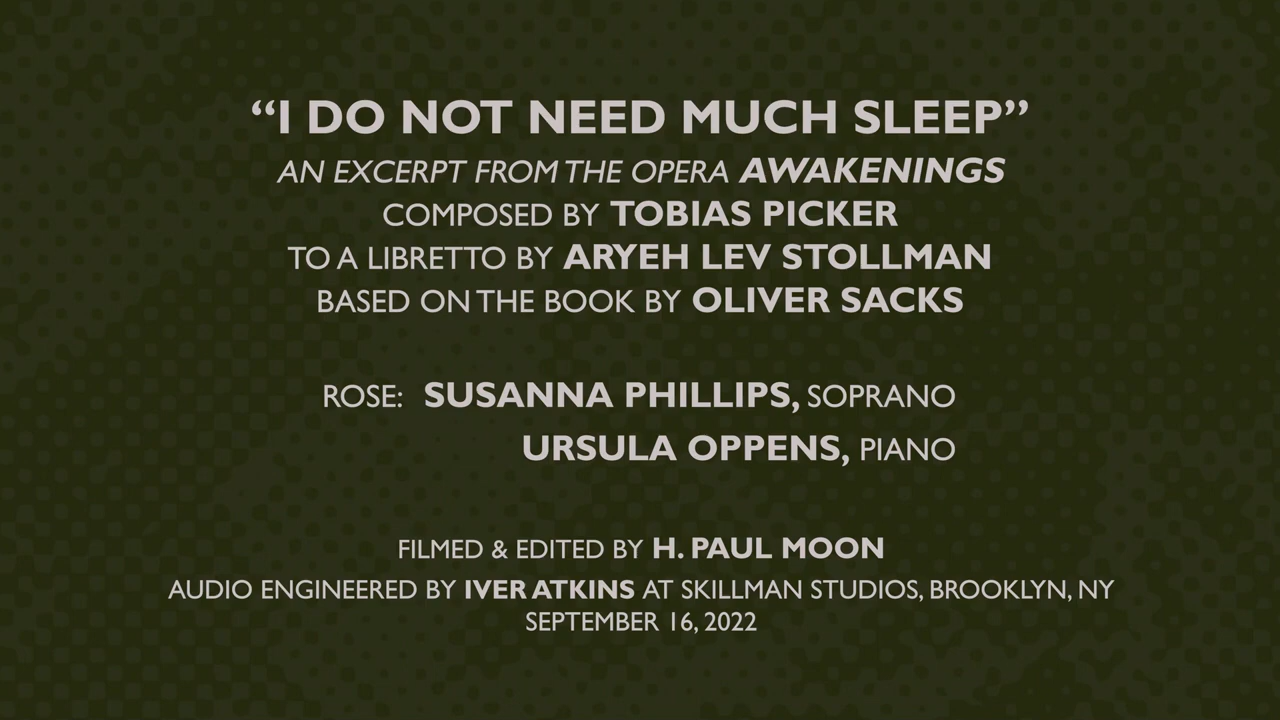 “I DO NOT NEED MUCH SLEEP”
AN EXCERPT FROM THE OPERA AWAKENINGS
COMPOSED BY TOBIAS PICKER
TO A LIBRETTO BY ARYEH LEV STOLLMAN
BASED ON THE BOOK BY OLIVER SACKS
ROSE: SUSANNA PHILLIPS, SOPRANO
URSULA OPPENS, PIANO
FILMED & EDITED BY H. PAUL MOON
AUDIO ENGINEERED BY IVER ATKINS AT SKILLMAN STUDIOS, BROOKLYN, NY
SEPTEMBER 16, 2022